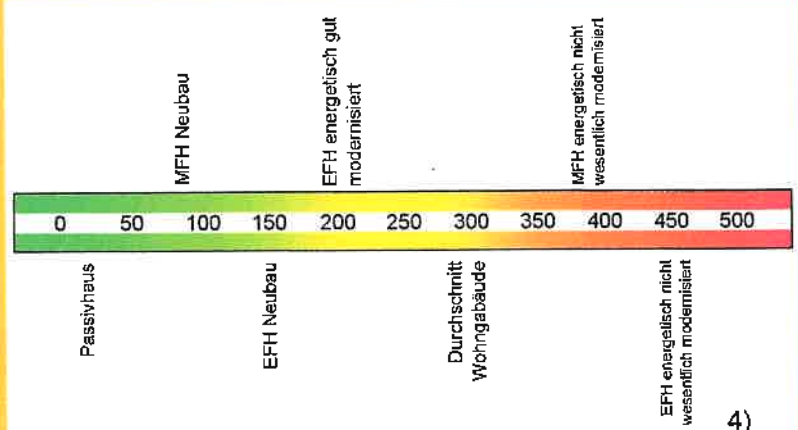 MFH Neubau
EFH energetisch gut
modernisiert
MFH energetisch nicht
wesentlich modernisiert
0 50 100 150 200 250 300 350 400 450 500
Passivhaus
EFH Neubau
Durchschnitt
Wohngabäude
EFH energetisch nicht
wesentlich modernisiert
4)